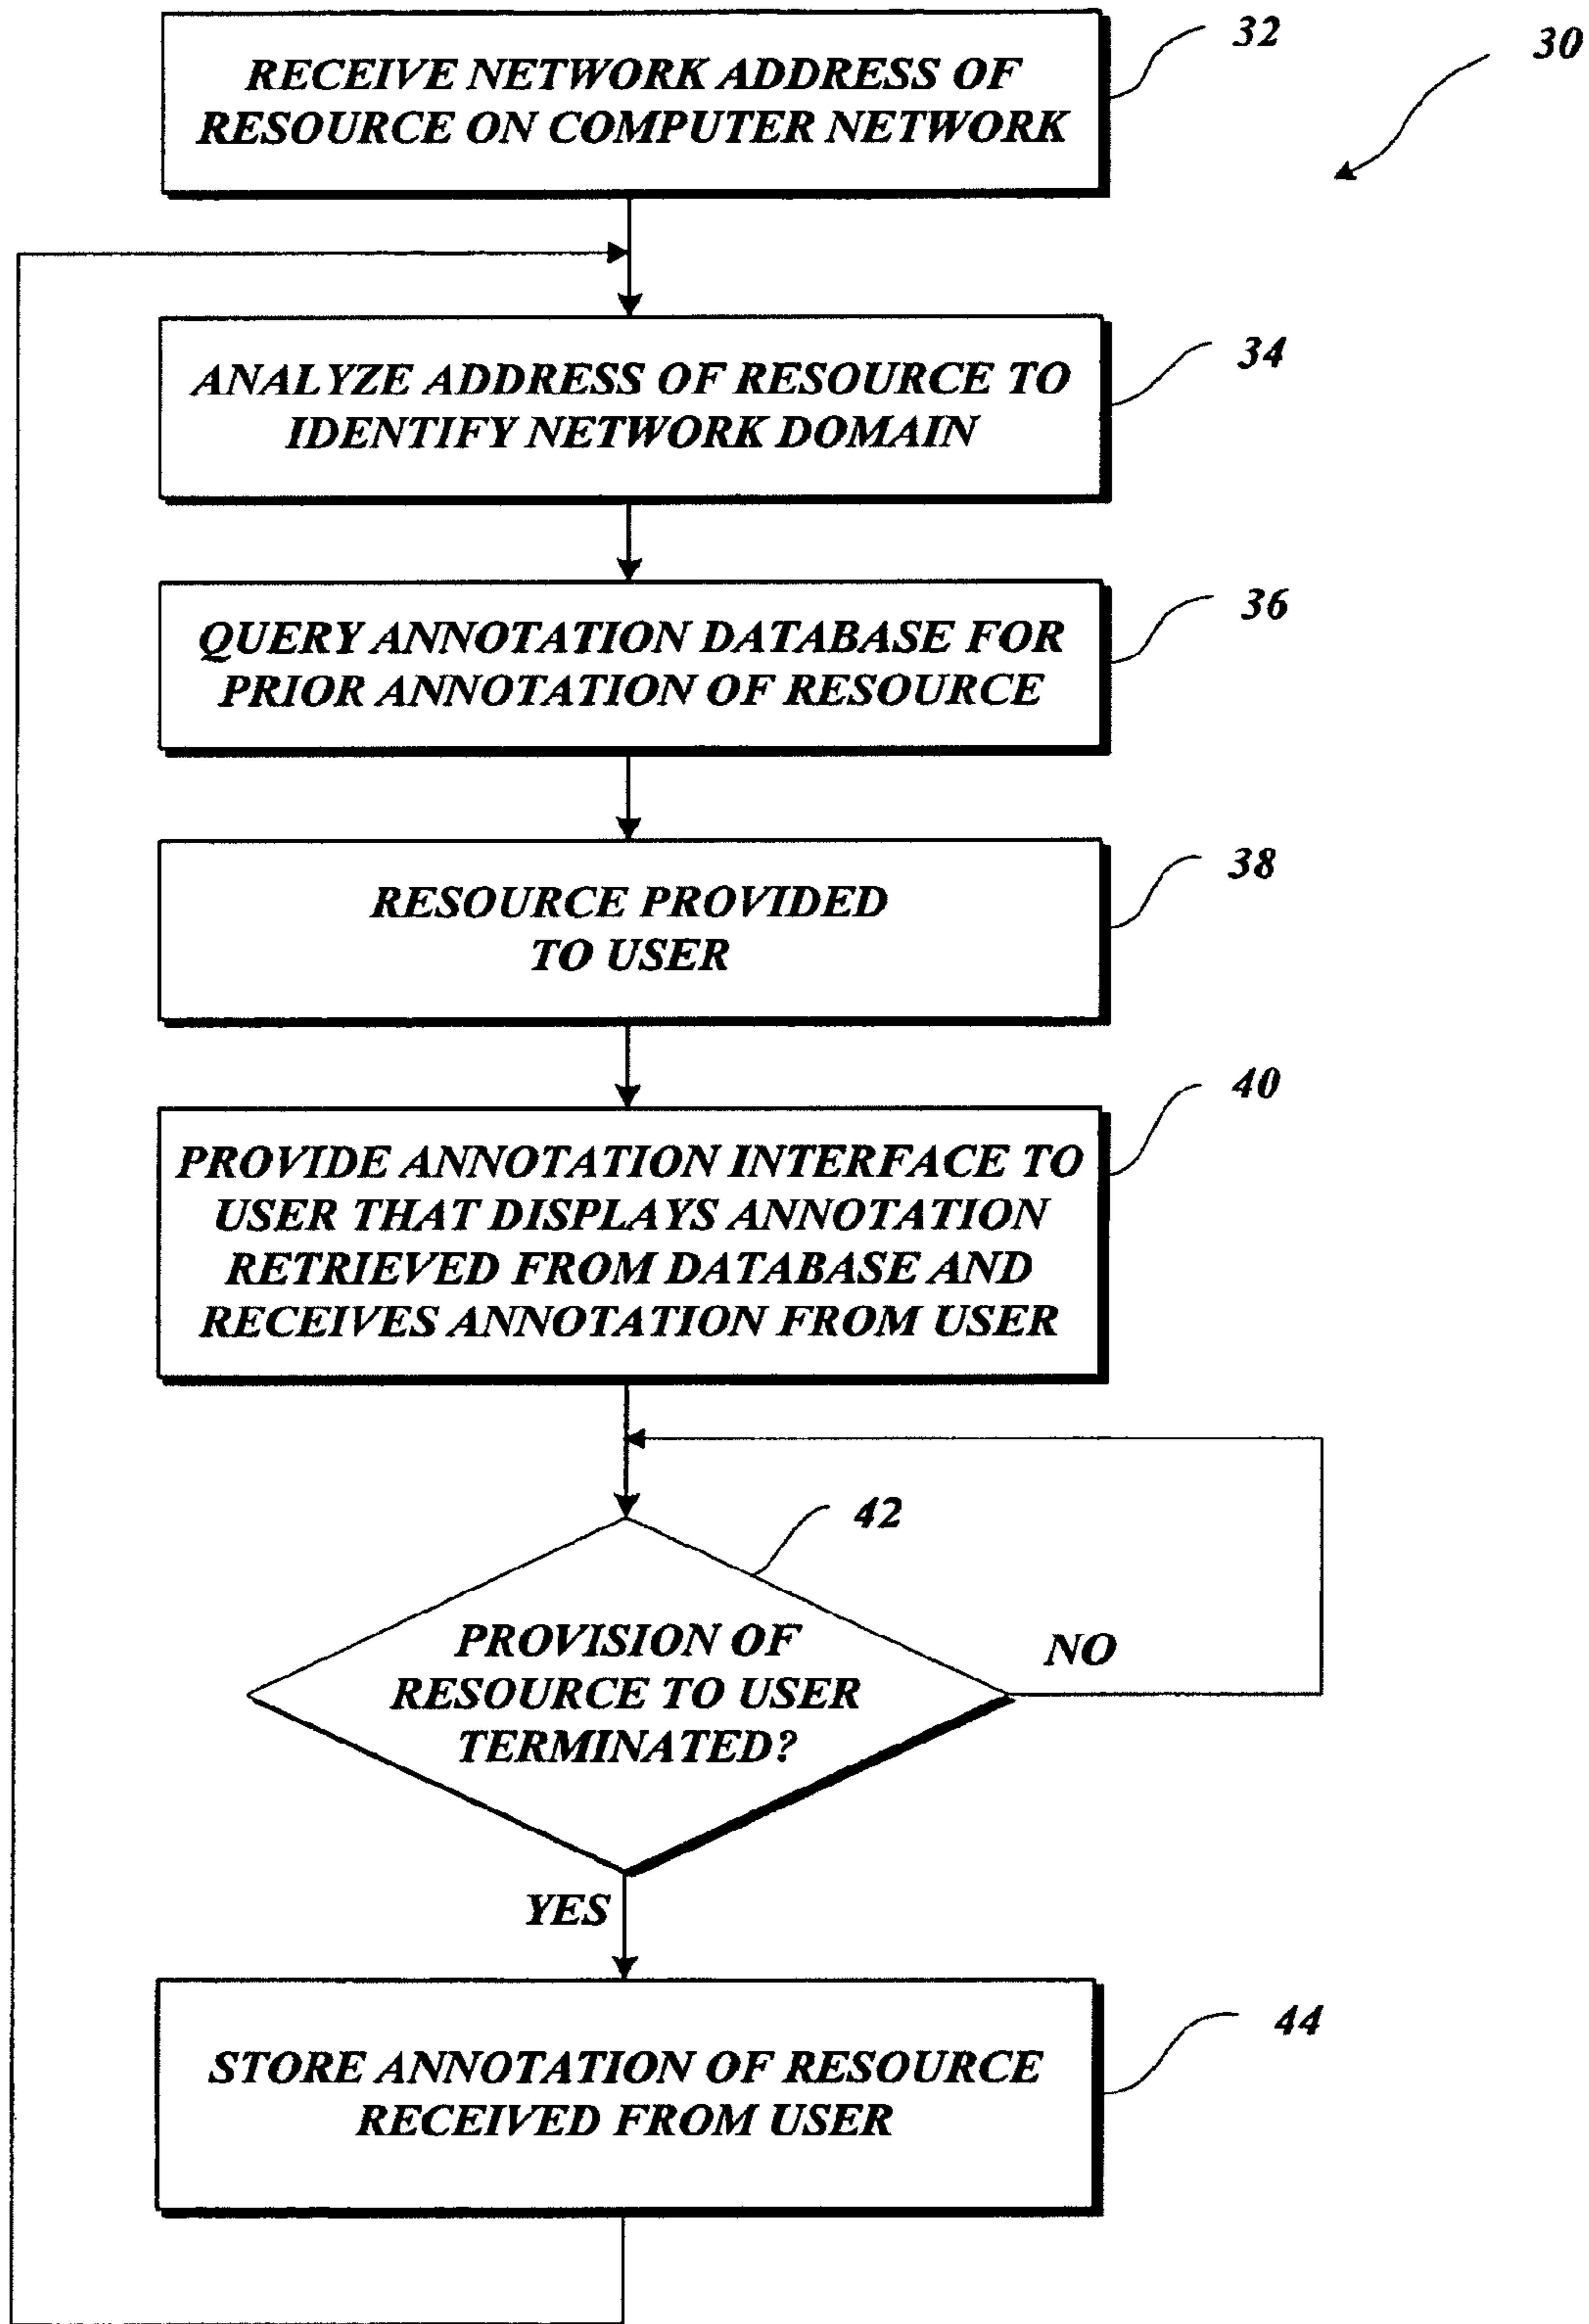 32
30
RECEIVE NETWORK ADDRESS OF
RESOURCE ON COMPUTER NETWORK
34
ANALYZE ADDRESS OF RESOURCE TO
IDENTIFY NETWORK DOMAIN
36
QUERY ANNOTATION DATABASE FOR
PRIOR ANNOTATION OF RESOURCE
38
RESOURCE PROVIDED
TO USER
40
PROVIDE ANNOTATION INTERFACE TO
USER THAT DISPLAYS ANNOTATION
RETRIEVED FROM DATABASE AND
RECEIVES ANNOTATION FROM USER
42
PROVISION OF
RESOURCE TO USER
TERMINATED?
NO
YES
44
STORE ANNOTATION OF RESOURCE
RECEIVED FROM USER